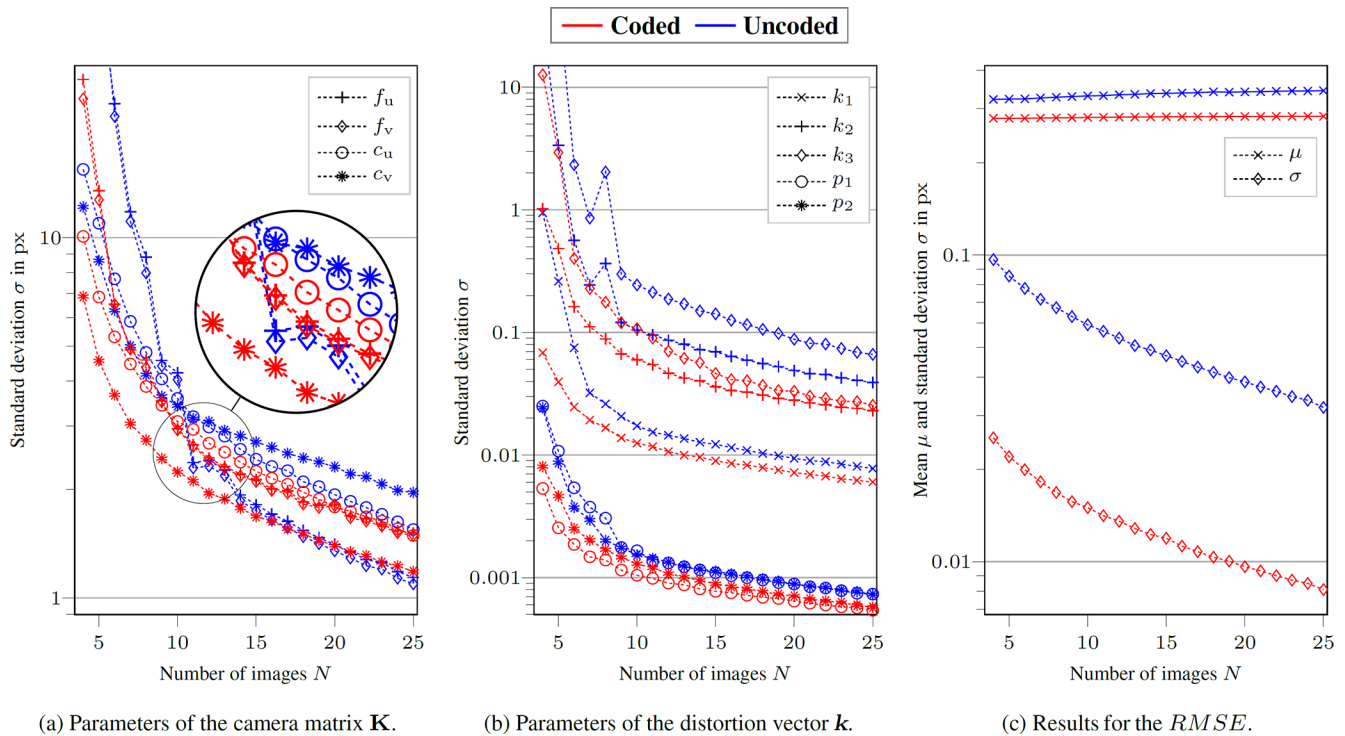 Coded Uncoded
10
1
5 10 15 20 25
Standard deviation σ in px
Number of images N
f_u
f_v
c_u
c_v
(a) Parameters of the camera matrix K.
10
1
0.1
0.01
0.001
5 10 15 20 25
Standard deviation σ
Number of images N
k_1
k_2
k_3
p_1
p_2
(b) Parameters of the distortion vector k.
0.1
0.01
5 10 15 20 25
Mean μ and standard deviation σ in px
Number of images N
μ
σ
(c) Results for the RMSE.